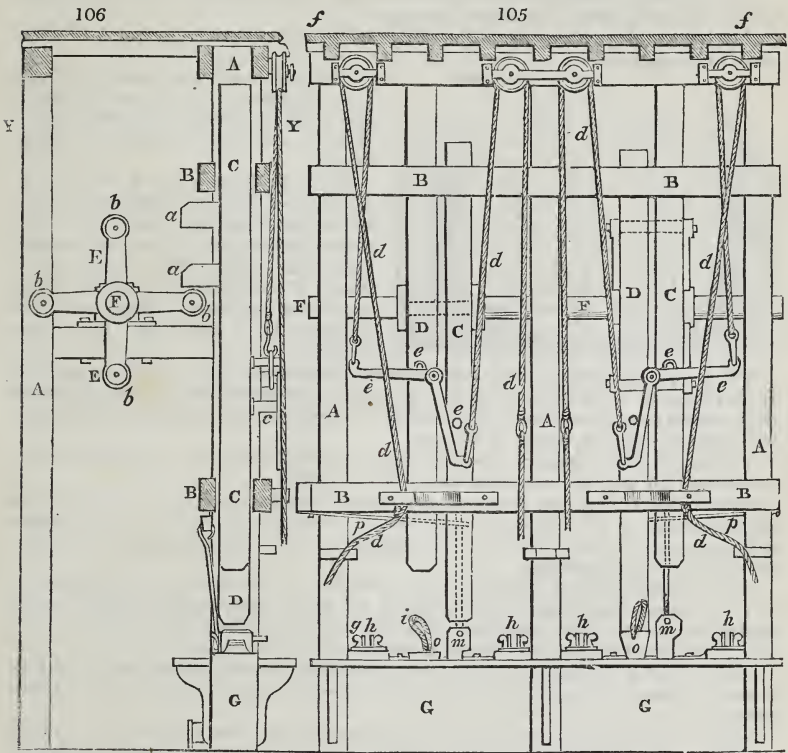 106 105
f f
A
Y Y
B C B B
d
a
b
E d d d
a D C
b F b F F
D C
E
b e e
e e
A c e d A A
d
B C B B
p d d p
D
g h i h h h
o m o m
G G G